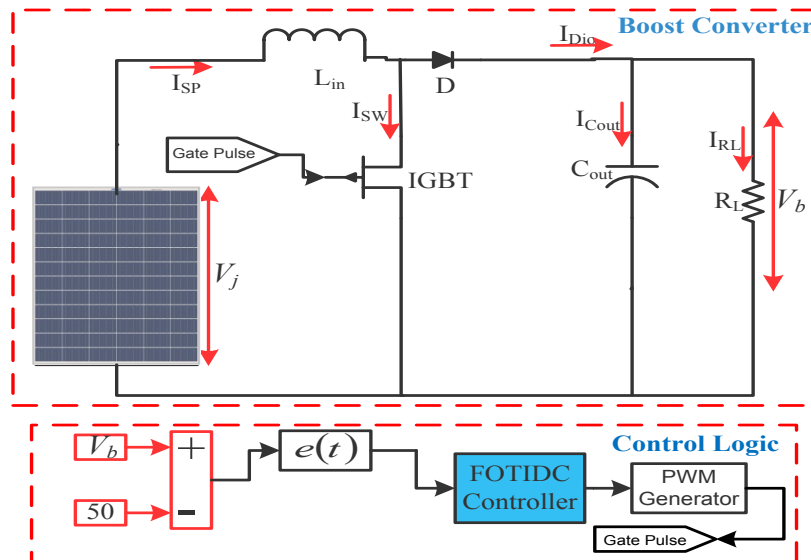 Boost Converter
I_Dio
I_SP
L_in
D
I_SW
I_Cout
I_RL
Gate Pulse
IGBT
C_out
R_L
V_b
V_j
Control Logic
V_b
+
e(t)
FOTIDC
Controller
PWM
Generator
50
-
Gate Pulse